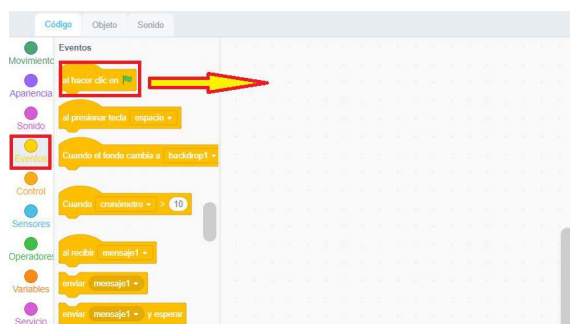 Código Objeto Sonido
Eventos
Movimiento
Apariencia
Sonido
Eventos
Control
Sensores
Operadores
Variables
Servicio
al hacer clic en
al presionar tecla espacio
Cuando el fondo cambia a backdrop1
Cuando cronómetro > 10
al recibir mensaje1
enviar mensaje1
enviar mensaje1 y esperar